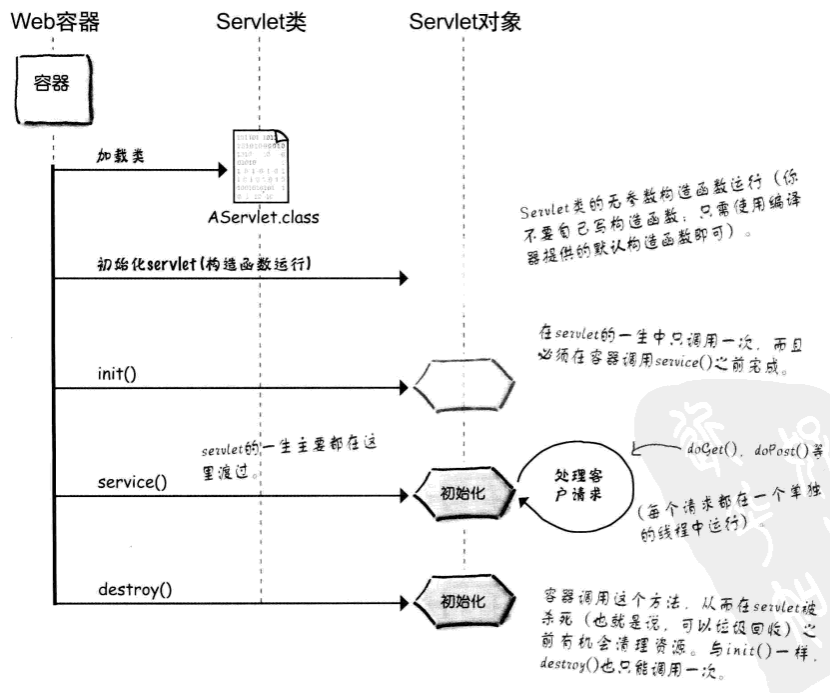 Web容器
Servlet类
Servlet对象
容器
加载类
AServlet.class
Servlet类的无参数构造函数运行（你
不要自己写构造函数；只需使用编译
器提供的默认构造函数即可）。
初始化servlet(构造函数运行)
在servlet的一生中只调用一次，而且
必须在容器调用service()之前完成。
init()
servlet的一生主要都在这
里渡过。
service()
初始化
处理客
户请求
doGet()，doPost()等
（每个请求都在一个单独
的线程中运行）。
destroy()
初始化
容器调用这个方法，从而在servlet被
杀死（也就是说，可以垃圾回收）之
前有机会清理资源。与init()一样，
destroy()也只能调用一次。